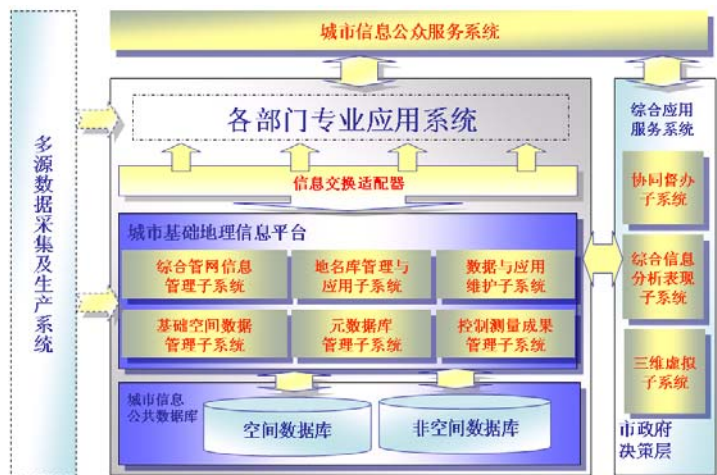 城市信息公众服务系统
多源数据采集及生产系统
各部门专业应用系统
信息交换适配器
城市基础地理信息平台
综合管网信息
管理子系统
地名库管理与
应用子系统
数据与应用
维护子系统
基础空间数据
管理子系统
元数据库
管理子系统
控制测量成果
管理子系统
城市信息
公共数据库
空间数据库
非空间数据库
综合应用
服务系统
协同督办
子系统
综合信息
分析表现
子系统
三维虚拟
子系统
市政府
决策层